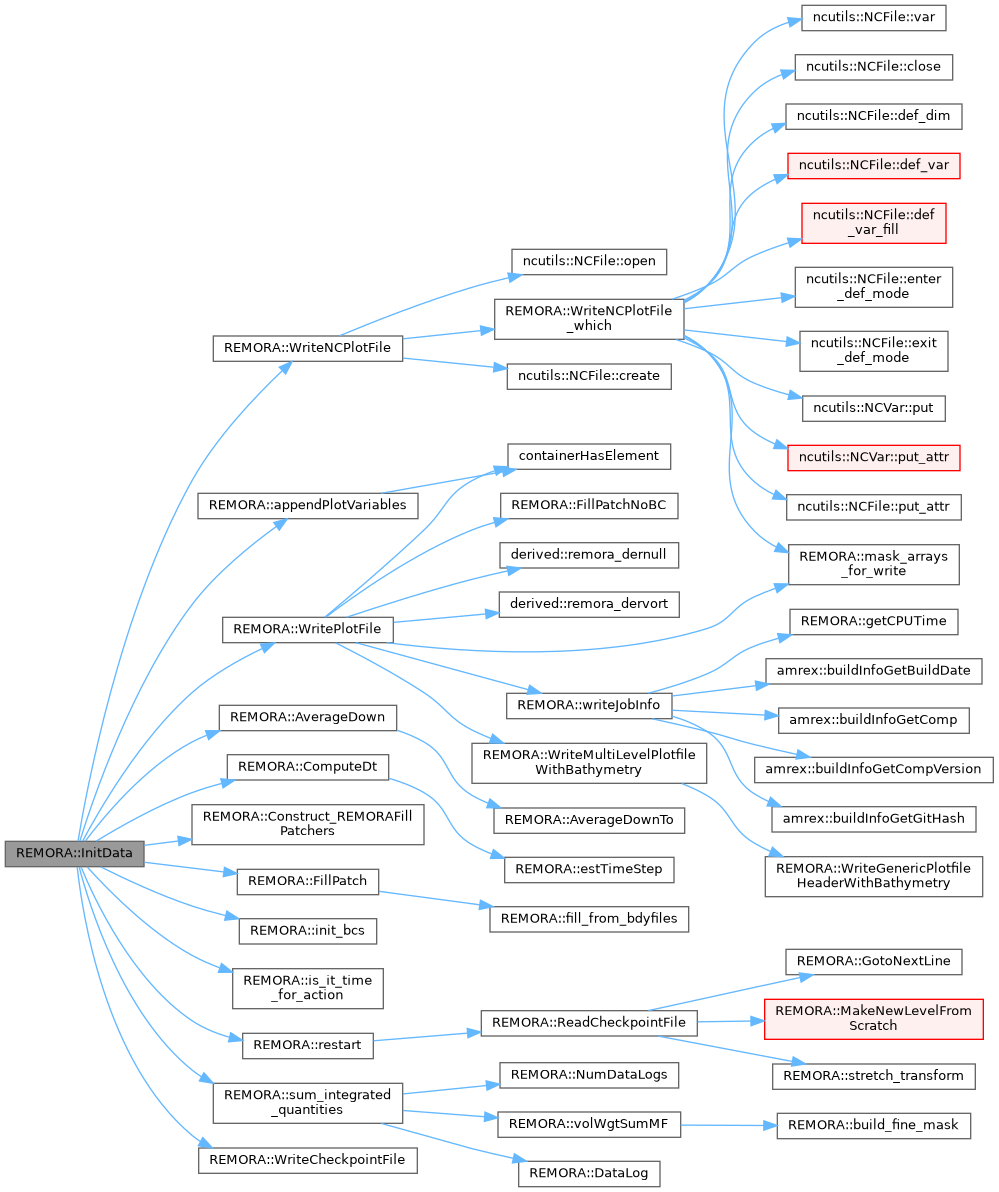 ncutils::NCFile::var
ncutils::NCFile::close
ncutils::NCFile::def_dim
ncutils::NCFile::def_var
ncutils::NCFile::def
_var_fill
ncutils::NCFile::open
ncutils::NCFile::enter
_def_mode
REMORA::WriteNCPlotFile
_which
REMORA::WriteNCPlotFile
ncutils::NCFile::exit
_def_mode
ncutils::NCFile::create
ncutils::NCVar::put
containerHasElement
ncutils::NCVar::put_attr
REMORA::appendPlotVariables
REMORA::FillPatchNoBC
ncutils::NCFile::put_attr
derived::remora_dernull
REMORA::mask_arrays
_for_write
derived::remora_dervort
REMORA::WritePlotFile
REMORA::getCPUTime
amrex::buildInfoGetBuildDate
REMORA::writeJobInfo
REMORA::AverageDown
amrex::buildInfoGetComp
REMORA::WriteMultiLevelPlotfile
WithBathymetry
REMORA::ComputeDt
amrex::buildInfoGetCompVersion
REMORA::Construct_REMORAFill
Patchers
REMORA::AverageDownTo
amrex::buildInfoGetGitHash
REMORA::InitData
REMORA::estTimeStep
REMORA::WriteGenericPlotfile
HeaderWithBathymetry
REMORA::FillPatch
REMORA::fill_from_bdyfiles
REMORA::init_bcs
REMORA::GotoNextLine
REMORA::is_it_time
_for_action
REMORA::ReadCheckpointFile
REMORA::MakeNewLevelFrom
Scratch
REMORA::restart
REMORA::stretch_transform
REMORA::NumDataLogs
REMORA::sum_integrated
_quantities
REMORA::volWgtSumMF
REMORA::build_fine_mask
REMORA::WriteCheckpointFile
REMORA::DataLog